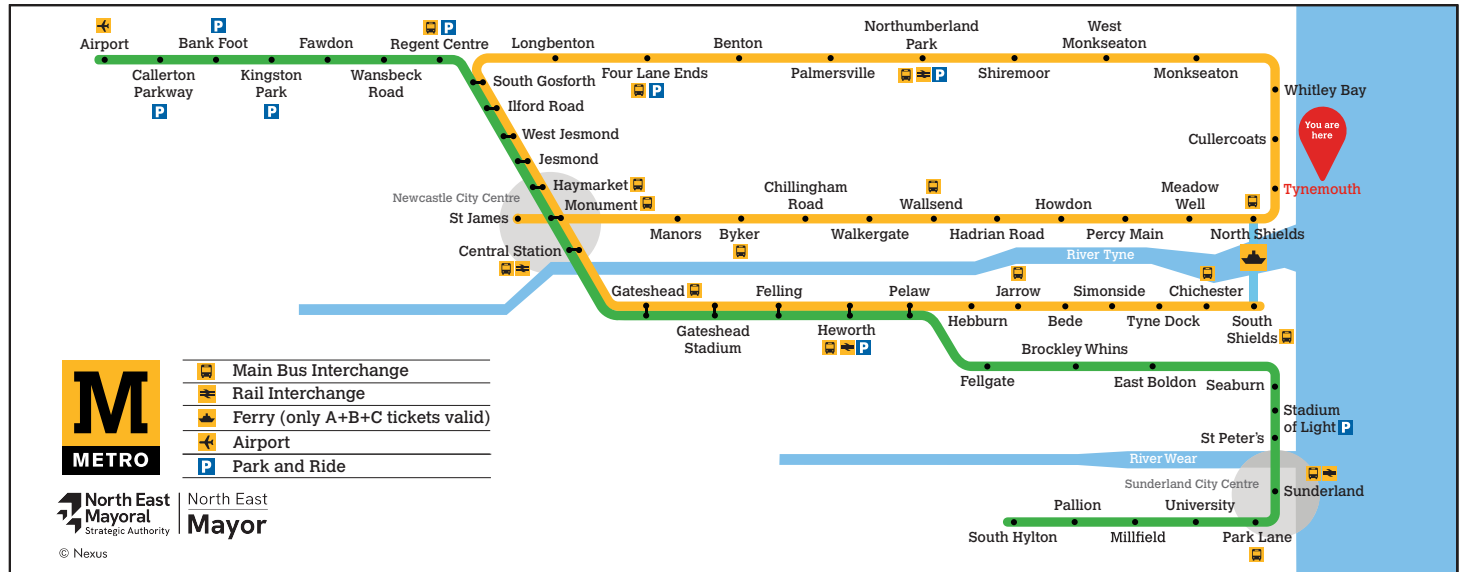 Airport
Callerton
Parkway
Bank Foot
Kingston
Park
Fawdon
Wansbeck
Road
Regent Centre
Longbenton
Four Lane Ends
Benton
Palmersville
Northumberland
Park
Shiremoor
West
Monkseaton
Monkseaton
Whitley Bay
Cullercoats
You are
here
Tynemouth
South Gosforth
Ilford Road
West Jesmond
Jesmond
Haymarket
Newcastle City Centre
Monument
St James
Central Station
Manors
Byker
Chillingham
Road
Walkergate
Wallsend
Hadrian Road
Howdon
Percy Main
Meadow
Well
North Shields
River Tyne
Gateshead
Gateshead
Stadium
Felling
Heworth
Pelaw
Hebburn
Jarrow
Bede
Simonside
Tyne Dock
Chichester
South
Shields
Fellgate
Brockley Whins
East Boldon
Seaburn
Stadium
of Light
St Peter's
River Wear
Sunderland City Centre
Sunderland
Park Lane
University
Millfield
Pallion
South Hylton
M
METRO
Main Bus Interchange
Rail Interchange
Ferry (only A+B+C tickets valid)
Airport
P Park and Ride
North East
Mayoral
Strategic Authority
North East
Mayor
© Nexus